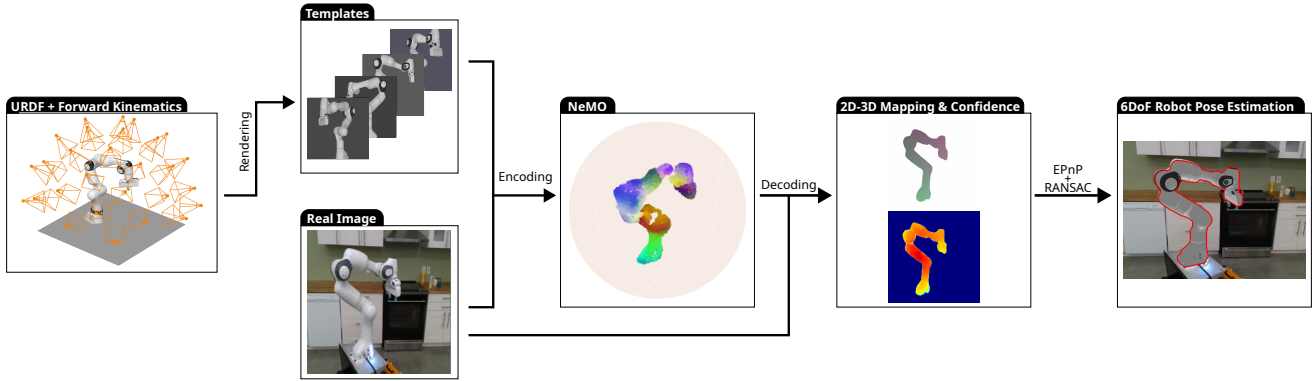 Templates
URDF + Forward Kinematics
Rendering
Real Image
Encoding
NeMO
Decoding
2D-3D Mapping & Confidence
EPnP
+
RANSAC
6DoF Robot Pose Estimation